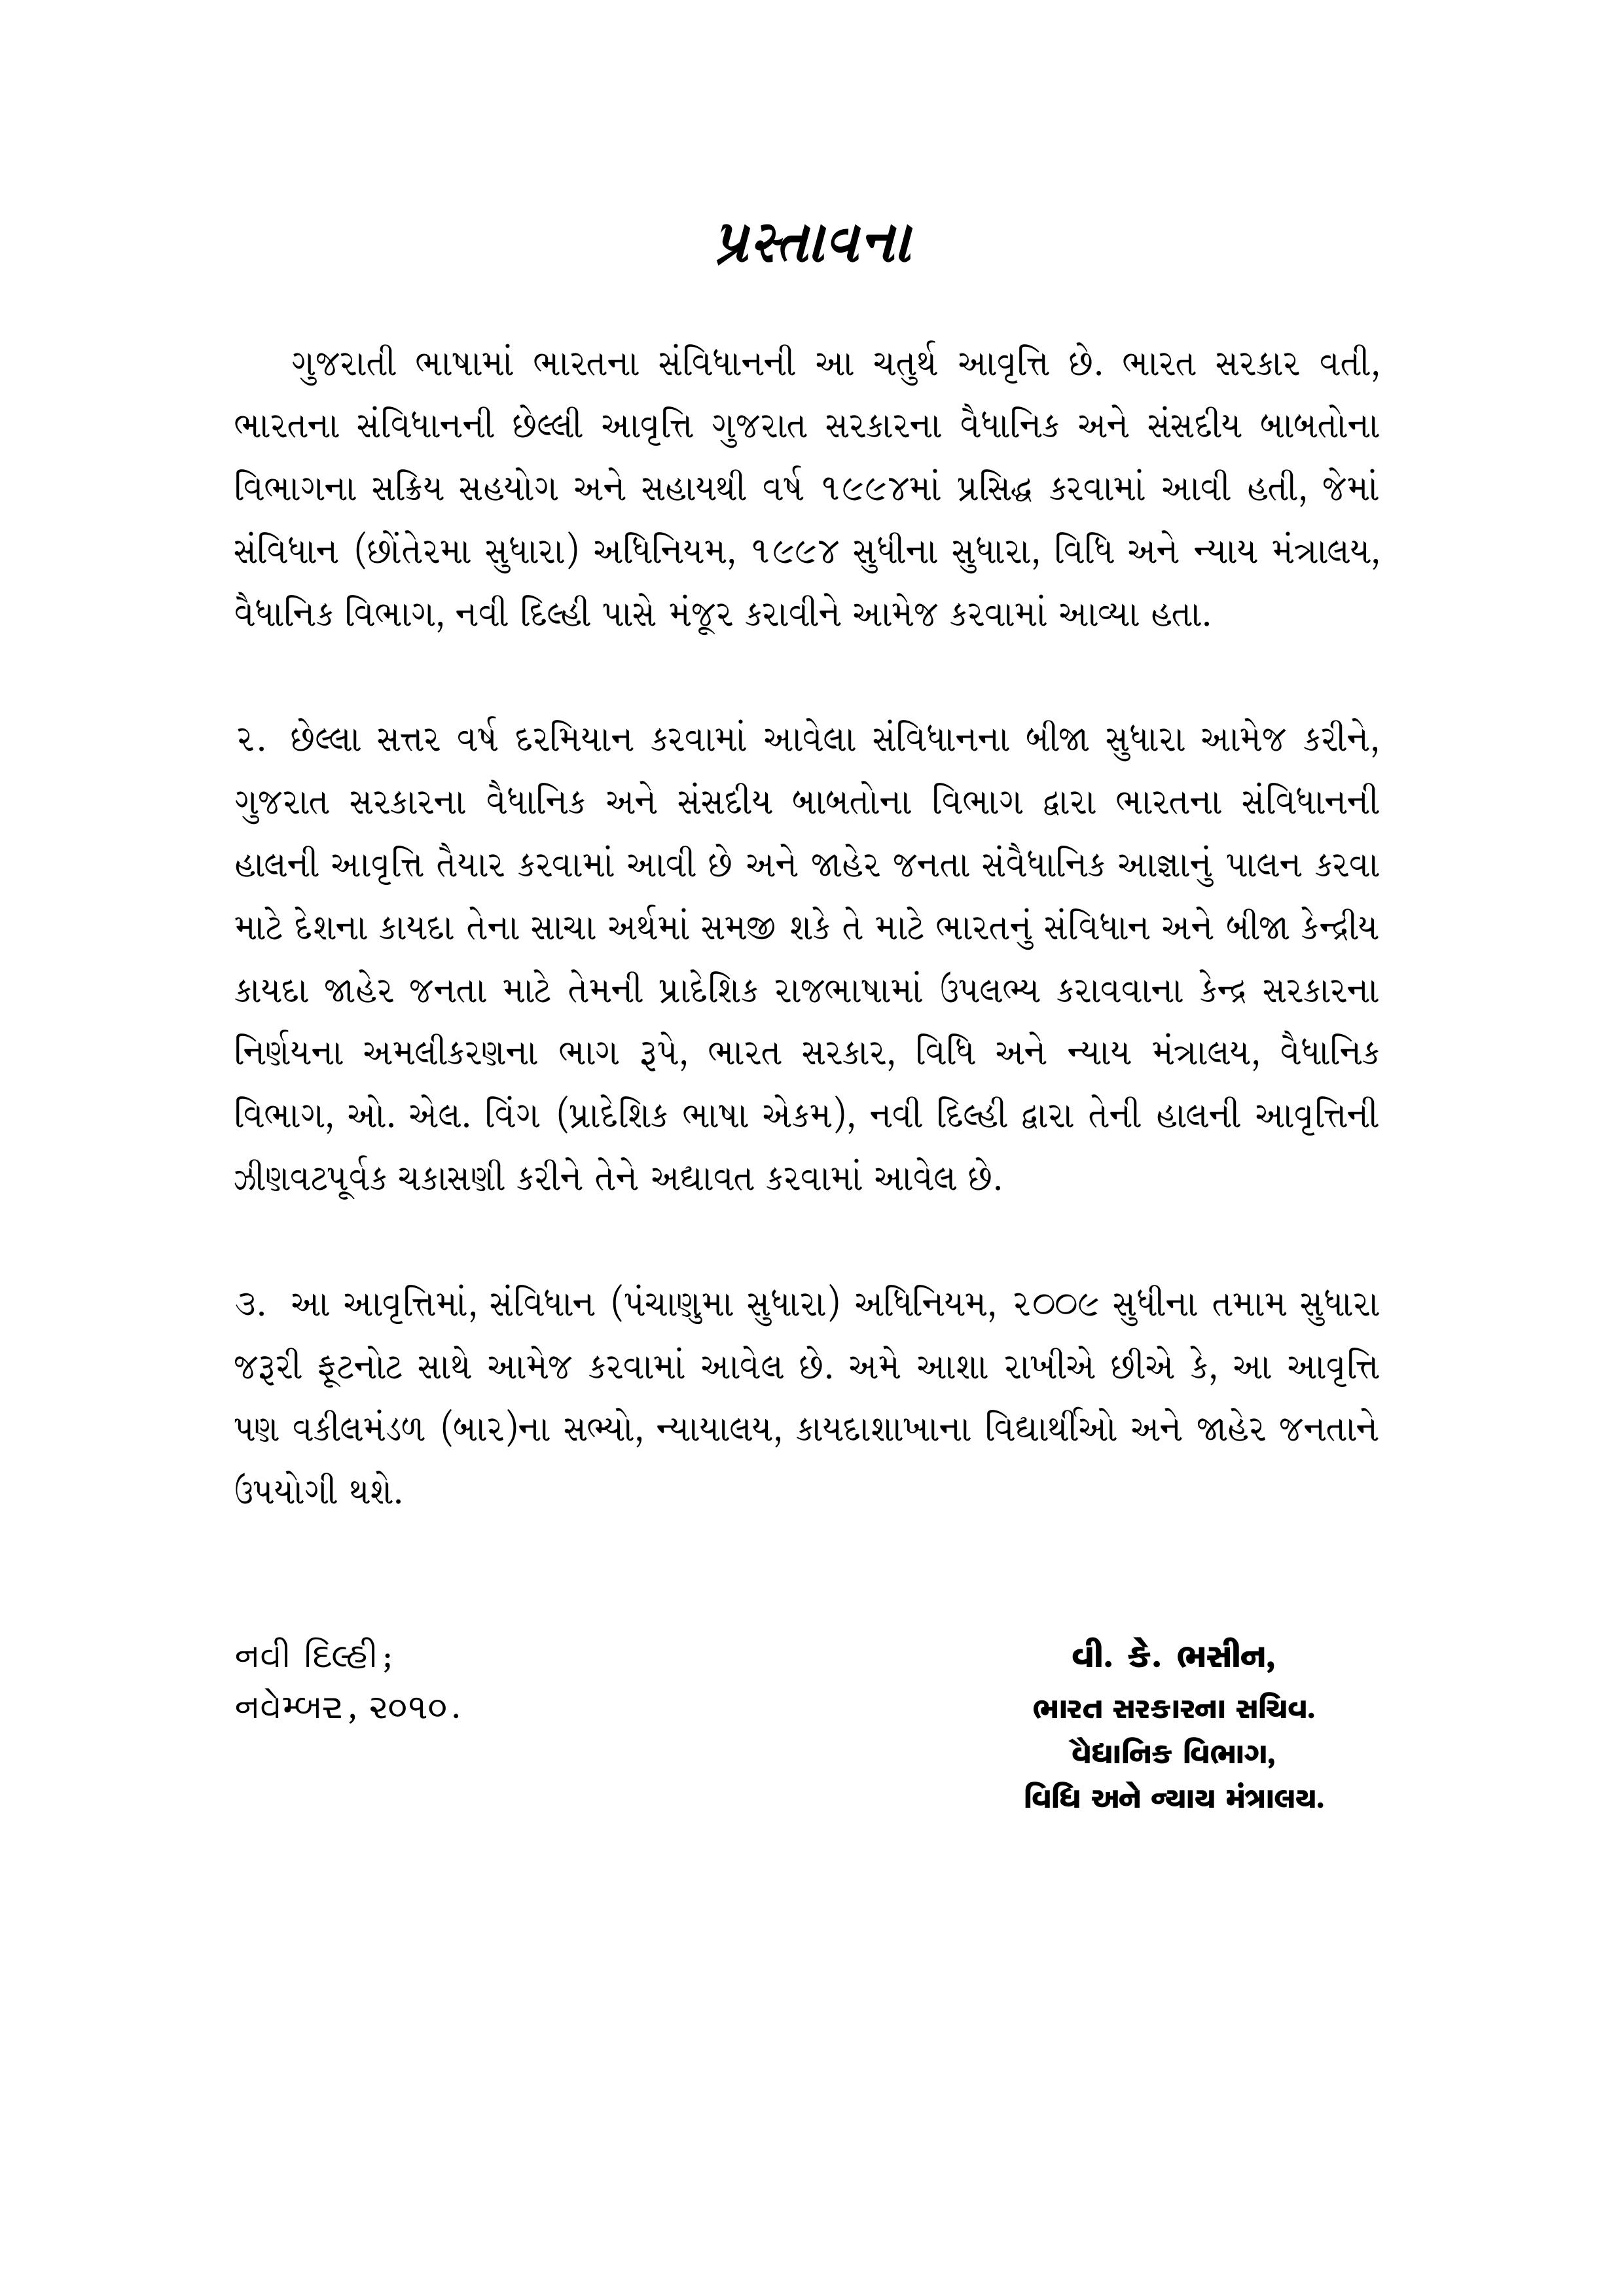 પ્રસ્તાવના
ગુજરાતી ભાષામાં ભારતના સંવિધાનની આ ચતુર્થ આવૃત્તિ છે. ભારત સરકાર વતી,
ભારતના સંવિધાનની છેલ્લી આવૃત્તિ ગુજરાત સરકારના વૈધાનિક અને સંસદીય બાબતોના
વિભાગના સક્રિય સહયોગ અને સહાયથી વર્ષ ૧૯૯૪માં પ્રસિદ્ધ કરવામાં આવી હતી, જેમાં
સંવિધાન (છોંતેરમા સુધારા) અધિનિયમ, ૧૯૯૪ સુધીના સુધારા, વિધિ અને ન્યાય મંત્રાલય,
વૈધાનિક વિભાગ, નવી દિલ્હી પાસે મંજૂર કરાવીને આમેજ કરવામાં આવ્યા હતા.
૨. છેલ્લા સત્તર વર્ષ દરમિયાન કરવામાં આવેલા સંવિધાનના બીજા સુધારા આમેજ કરીને,
ગુજરાત સરકારના વૈધાનિક અને સંસદીય બાબતોના વિભાગ દ્વારા ભારતના સંવિધાનની
હાલની આવૃત્તિ તૈયાર કરવામાં આવી છે અને જાહેર જનતા સંવૈધાનિક આજ્ઞાનું પાલન કરવા
માટે દેશના કાયદા તેના સાચા અર્થમાં સમજી શકે તે માટે ભારતનું સંવિધાન અને બીજા કેન્દ્રીય
કાયદા જાહેર જનતા માટે તેમની પ્રાદેશિક રાજભાષામાં ઉપલભ્ય કરાવવાના કેન્દ્ર સરકારના
નિર્ણયના અમલીકરણના ભાગ રૂપે, ભારત સરકાર, વિધિ અને ન્યાય મંત્રાલય, વૈધાનિક
વિભાગ, ઓ. એલ. વિંગ (પ્રાદેશિક ભાષા એકમ), નવી દિલ્હી દ્વારા તેની હાલની આવૃત્તિની
ઝીણવટપૂર્વક ચકાસણી કરીને તેને અદ્યાવત કરવામાં આવેલ છે.
૩. આ આવૃત્તિમાં, સંવિધાન (પંચાણુમા સુધારા) અધિનિયમ, ૨૦૦૯ સુધીના તમામ સુધારા
જરૂરી ફૂટનોટ સાથે આમેજ કરવામાં આવેલ છે. અમે આશા રાખીએ છીએ કે, આ આવૃત્તિ
પણ વકીલમંડળ (બાર)ના સભ્યો, ન્યાયાલય, કાયદાશાખાના વિદ્યાર્થીઓ અને જાહેર જનતાને
ઉપયોગી થશે.
નવી દિલ્હી;
નવેમ્બર, ૨૦૧૦.
વી. કે. ભસીન,
ભારત સરકારના સચિવ.
વૈદ્યાનિક વિભાગ,
વિધિ અને ન્યાય મંત્રાલય.